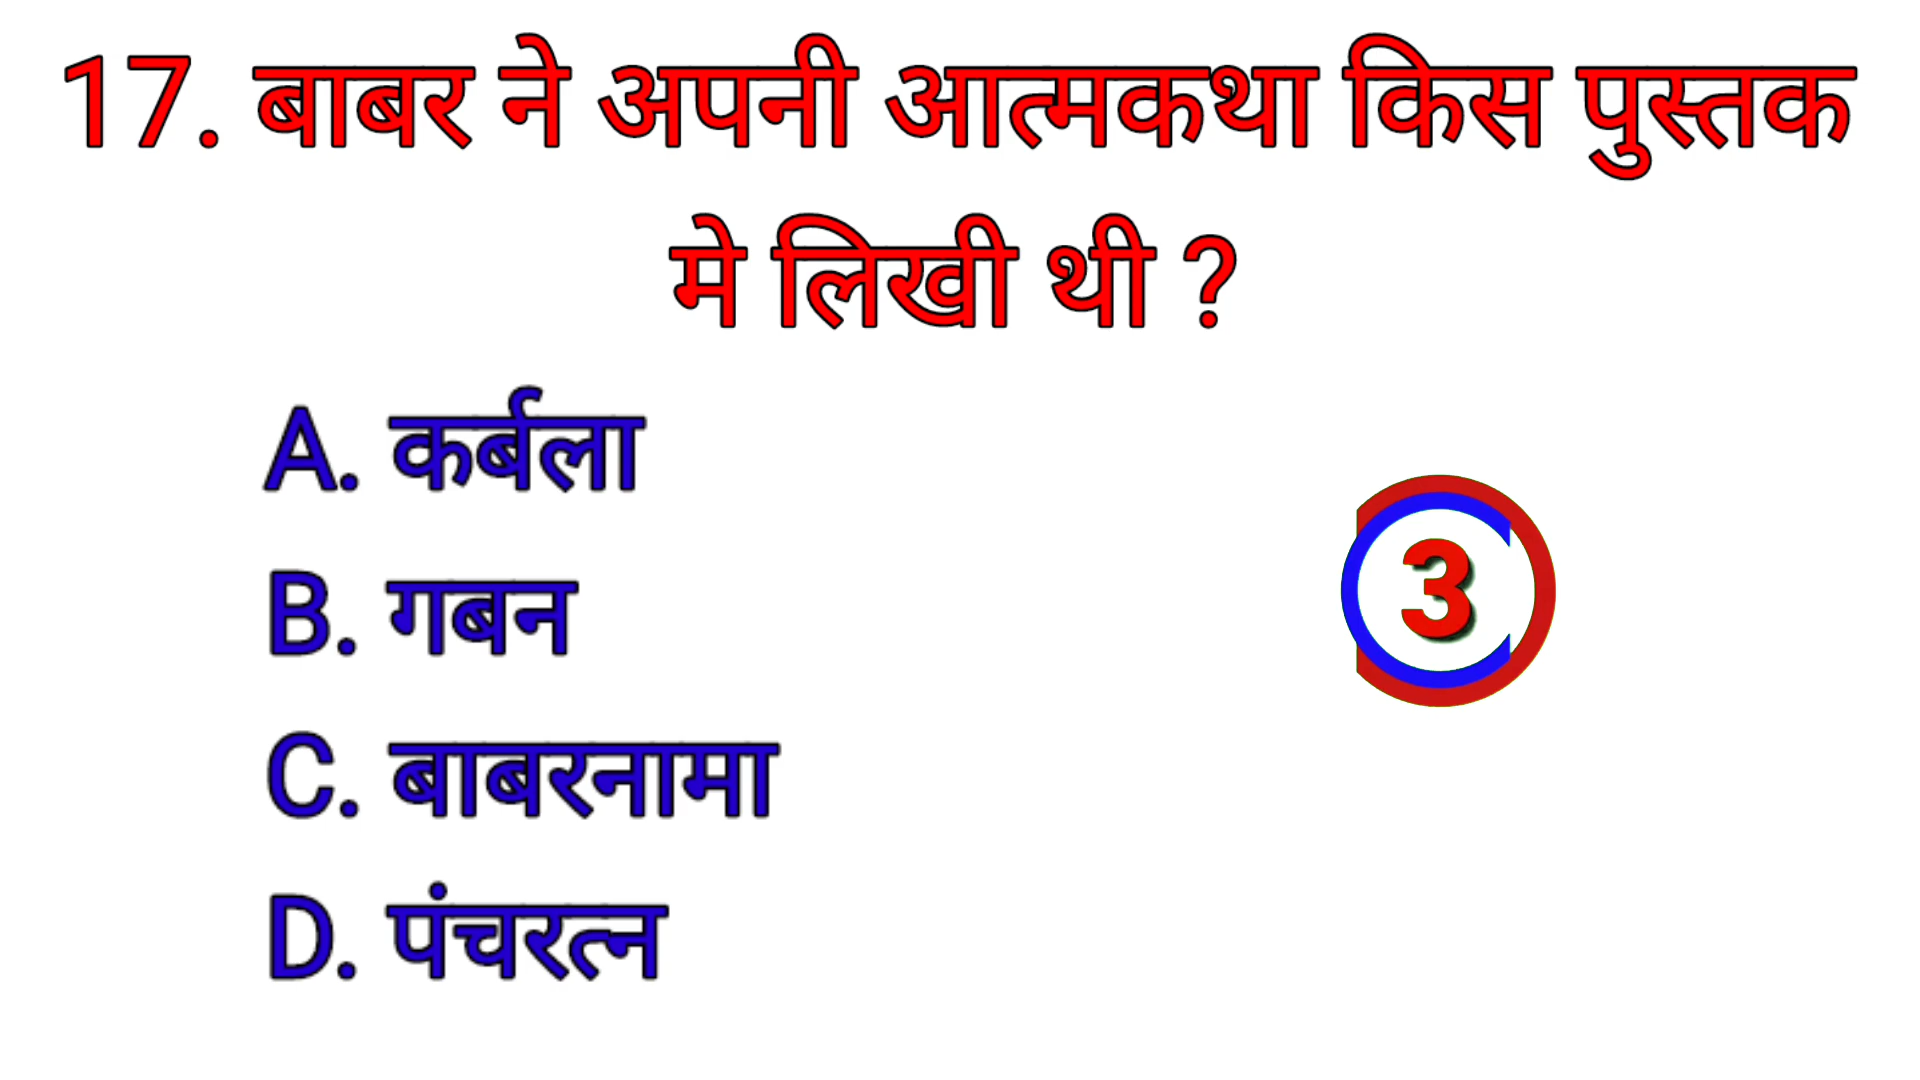 17. बाबर ने अपनी आत्मकथा किस पुस्तक
मे लिखी थी ?
A. कर्बला
B. गबन
3
C. बाबरनामा
D. पंचरत्न